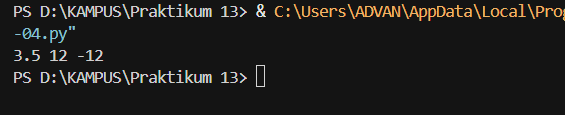 PS D:\KAMPUS\Praktikum 13> & C:\Users\ADVAN\AppData\Local\Prog
-04.py"
3.5 12 -12
PS D:\KAMPUS\Praktikum 13>